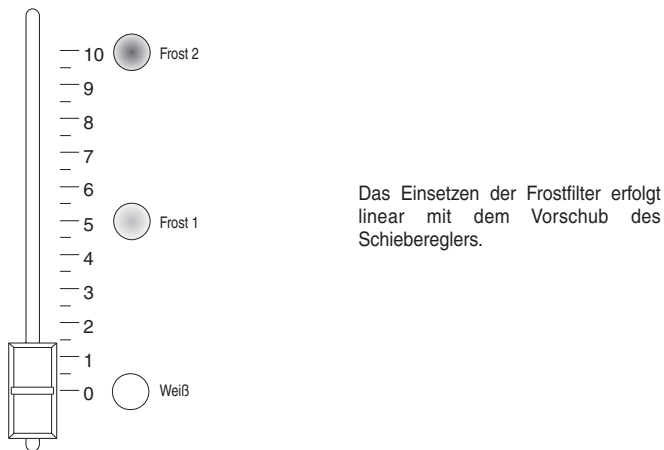 10 Frost 2
9
8
7
6
5 Frost 1
4
3
2
1
0 Weiß
Das Einsetzen der Frostfilter erfolgt
linear mit dem Vorschub des
Schiebereglers.